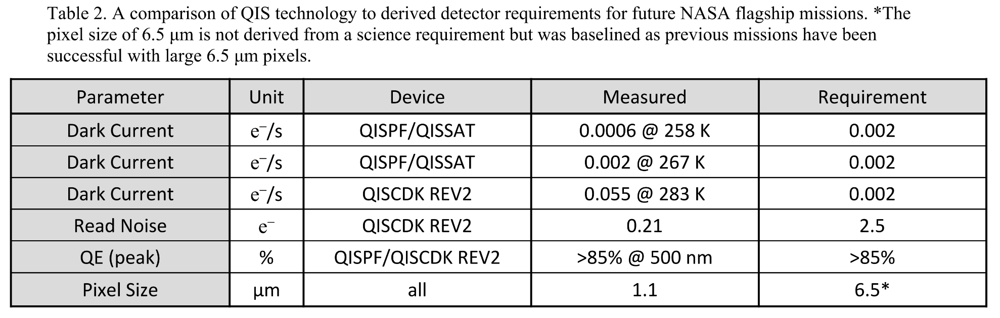 Table 2. A comparison of QIS technology to derived detector requirements for future NASA flagship missions. *The
pixel size of 6.5 μm is not derived from a science requirement but was baselined as previous missions have been
successful with large 6.5 μm pixels.
Parameter Unit Device Measured Requirement
Dark Current e⁻/s QISPF/QISSAT 0.0006 @ 258 K 0.002
Dark Current e⁻/s QISPF/QISSAT 0.002 @ 267 K 0.002
Dark Current e⁻/s QISCDK REV2 0.055 @ 283 K 0.002
Read Noise e⁻ QISCDK REV2 0.21 2.5
QE (peak) % QISPF/QISCDK REV2 >85% @ 500 nm >85%
Pixel Size μm all 1.1 6.5*